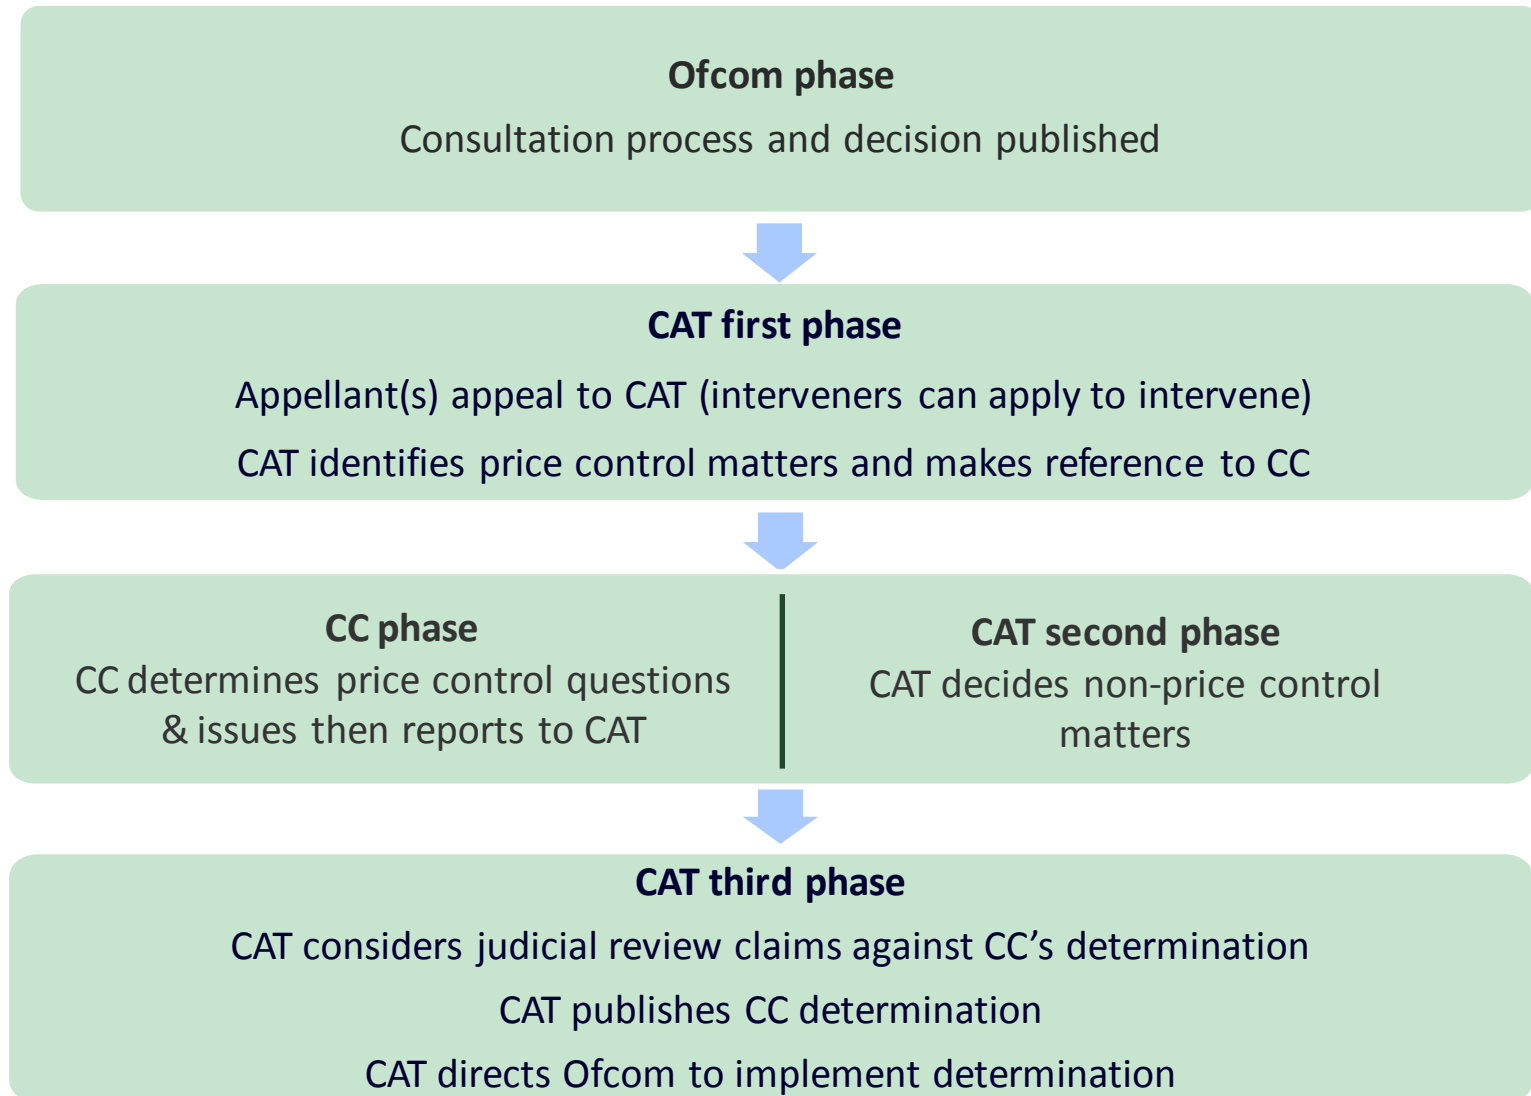 Ofcom phase
Consultation process and decision published
CAT first phase
Appellant(s) appeal to CAT (interveners can apply to intervene)
CAT identifies price control matters and makes reference to CC
CC phase
CC determines price control questions
& issues then reports to CAT
CAT second phase
CAT decides non-price control
matters
CAT third phase
CAT considers judicial review claims against CC’s determination
CAT publishes CC determination
CAT directs Ofcom to implement determination